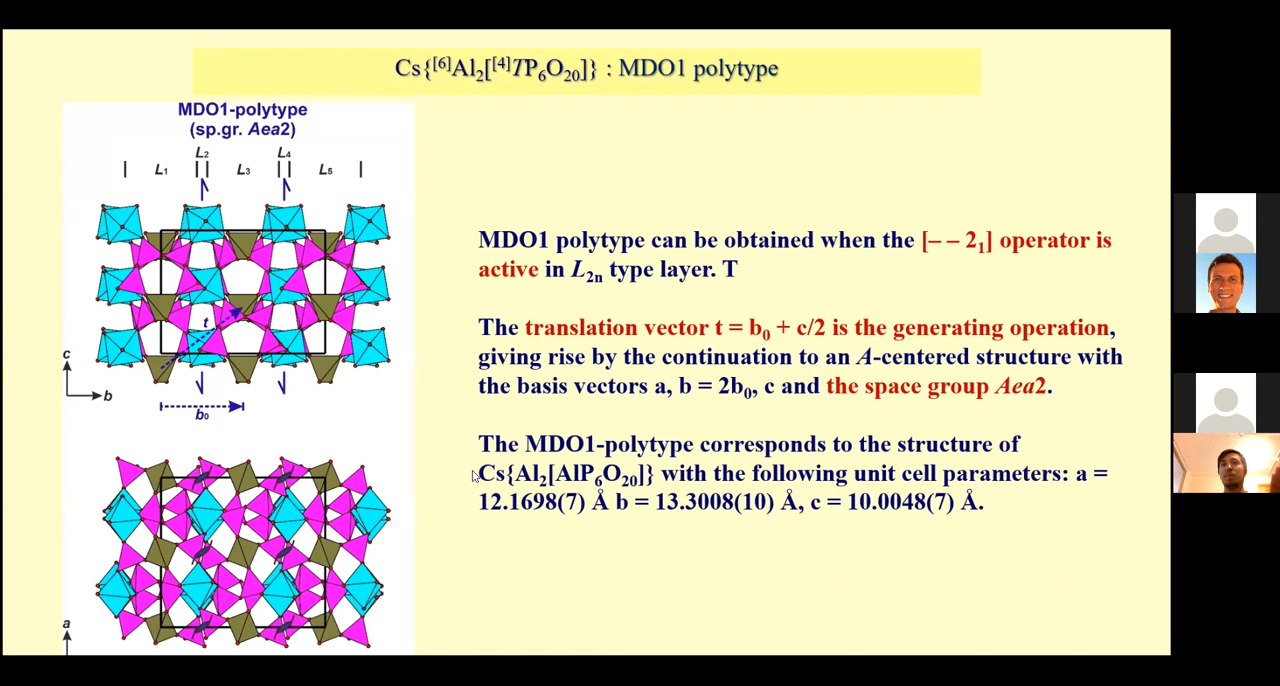 Cs{[6]Al2[[4]TP6O20]} : MDO1 polytype
MDO1-polytype
(sp.gr. Aea2)
L2 L4
| L1 || L3 || L5 |
t
c
b
b0
a
MDO1 polytype can be obtained when the [– – 21] operator is
active in L2n type layer. T
The translation vector t = b0 + c/2 is the generating operation,
giving rise by the continuation to an A-centered structure with
the basis vectors a, b = 2b0, c and the space group Aea2.
The MDO1-polytype corresponds to the structure of
Cs{Al2[AlP6O20]} with the following unit cell parameters: a =
12.1698(7) Å b = 13.3008(10) Å, c = 10.0048(7) Å.